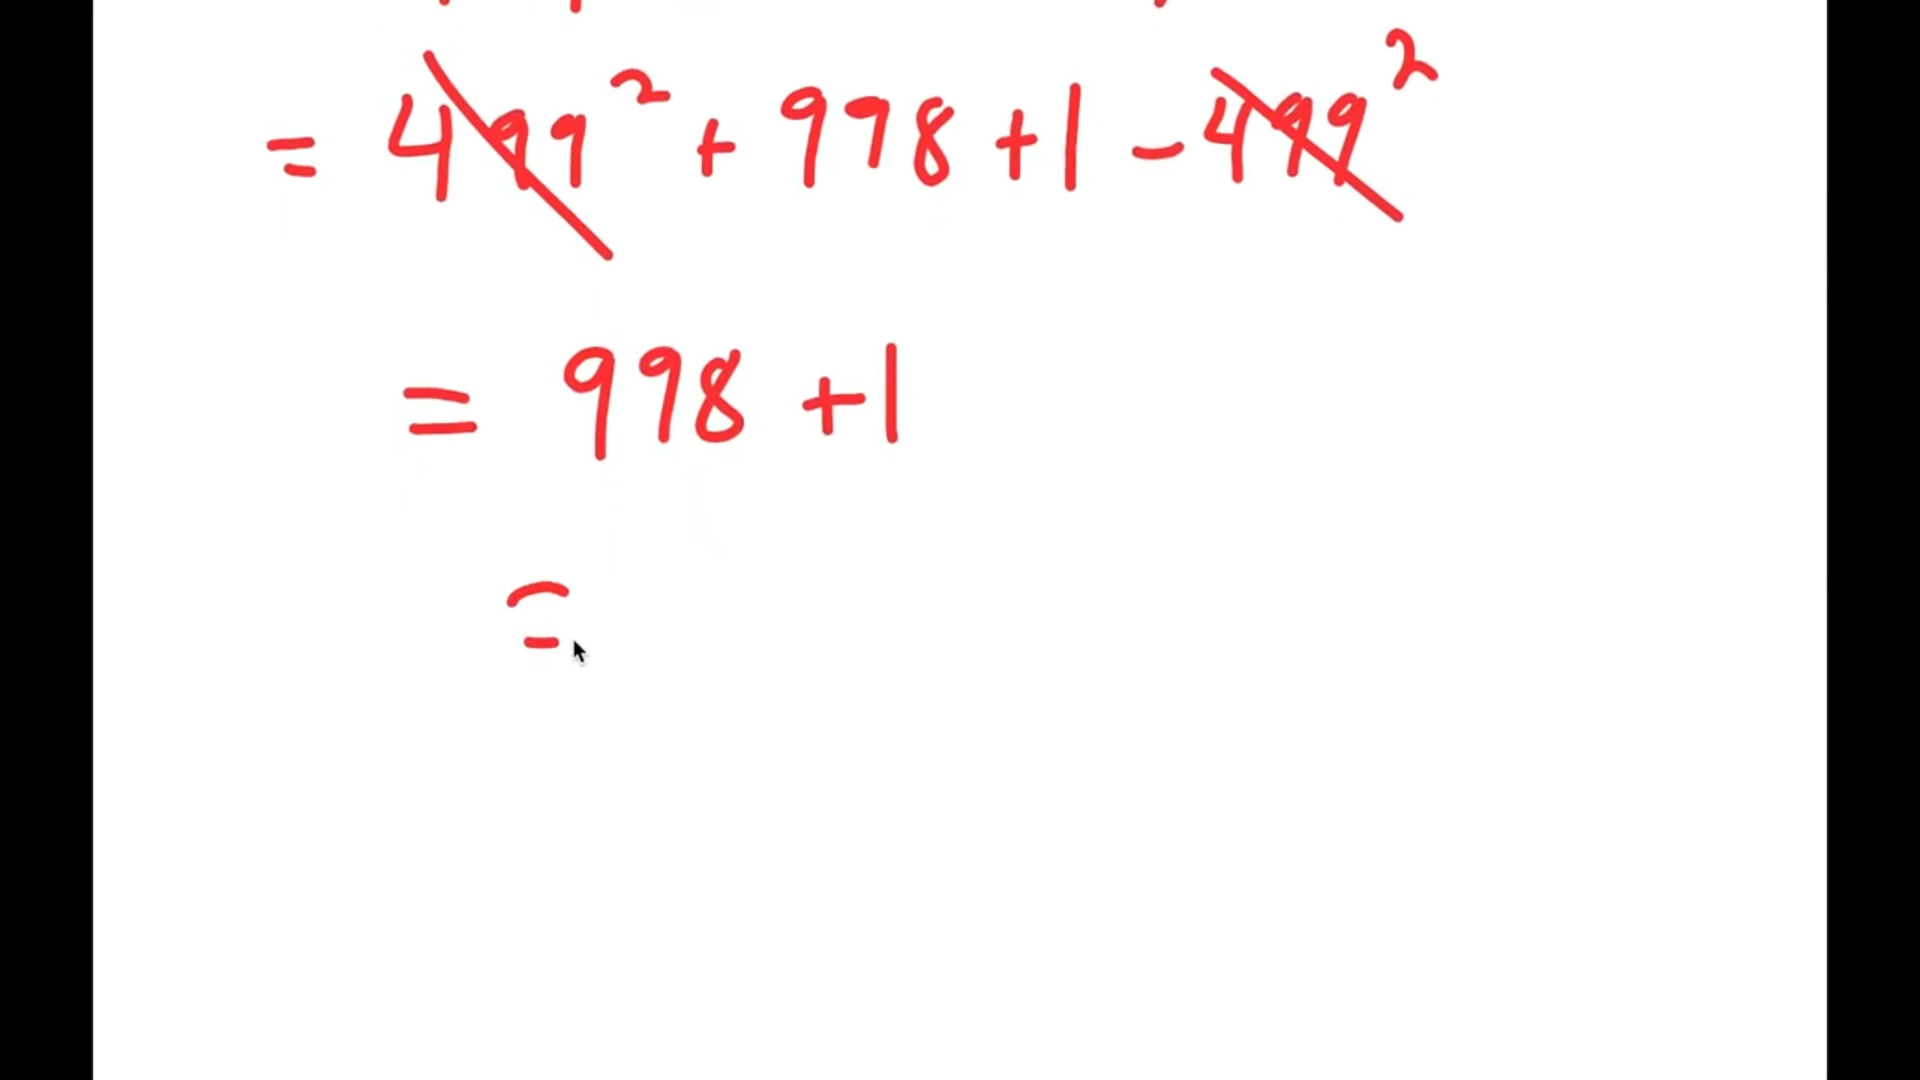 = 499² + 998 + 1 - 499²
= 998 + 1
=